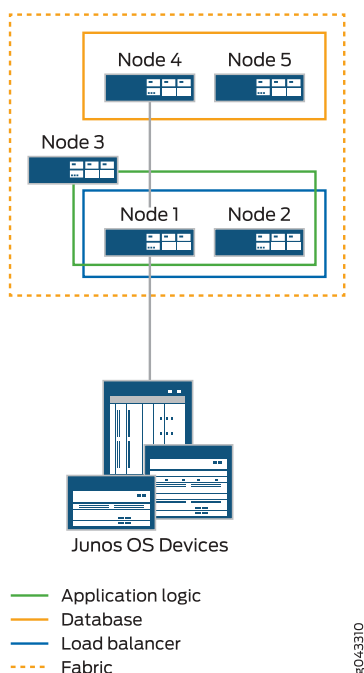 Node 4
Node 5
Node 3
Node 1
Node 2
Junos OS Devices
Application logic
Database
Load balancer
Fabric
g043310